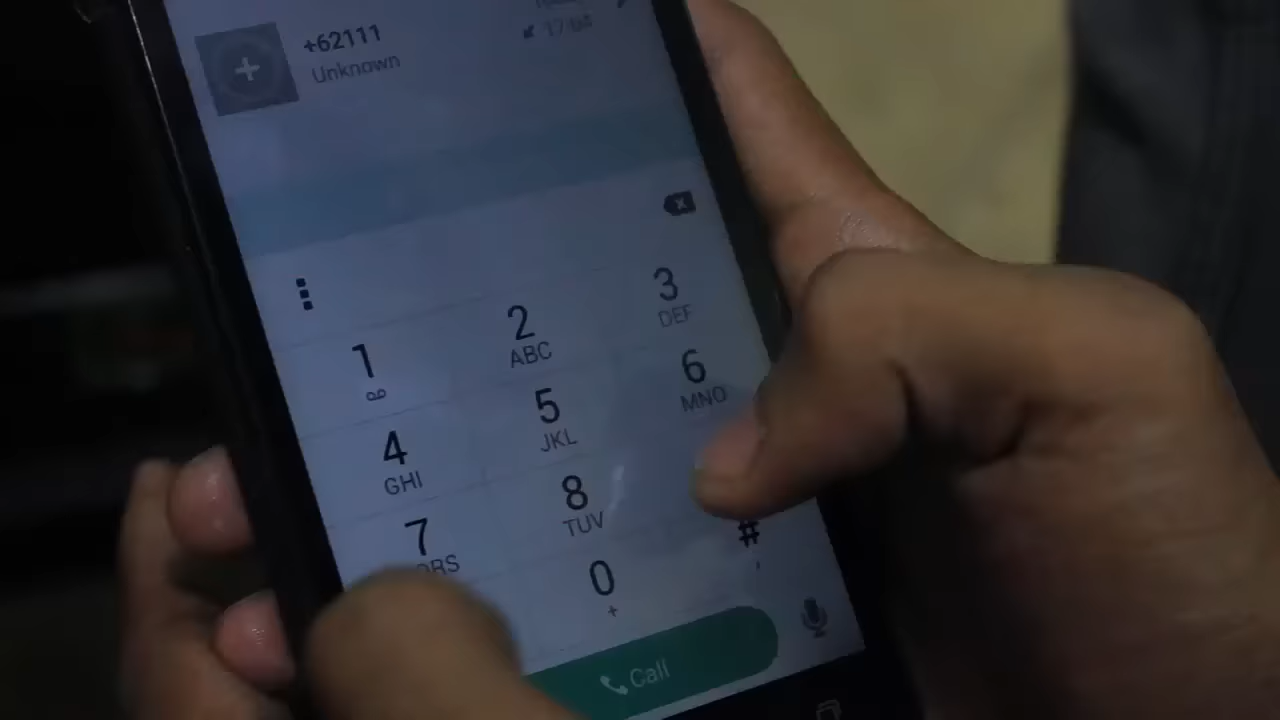 +62111
Unknown
1
2
ABC
3
DEF
4
GHI
5
JKL
6
MNO
7
8
TUV
0
+
#
,
Call